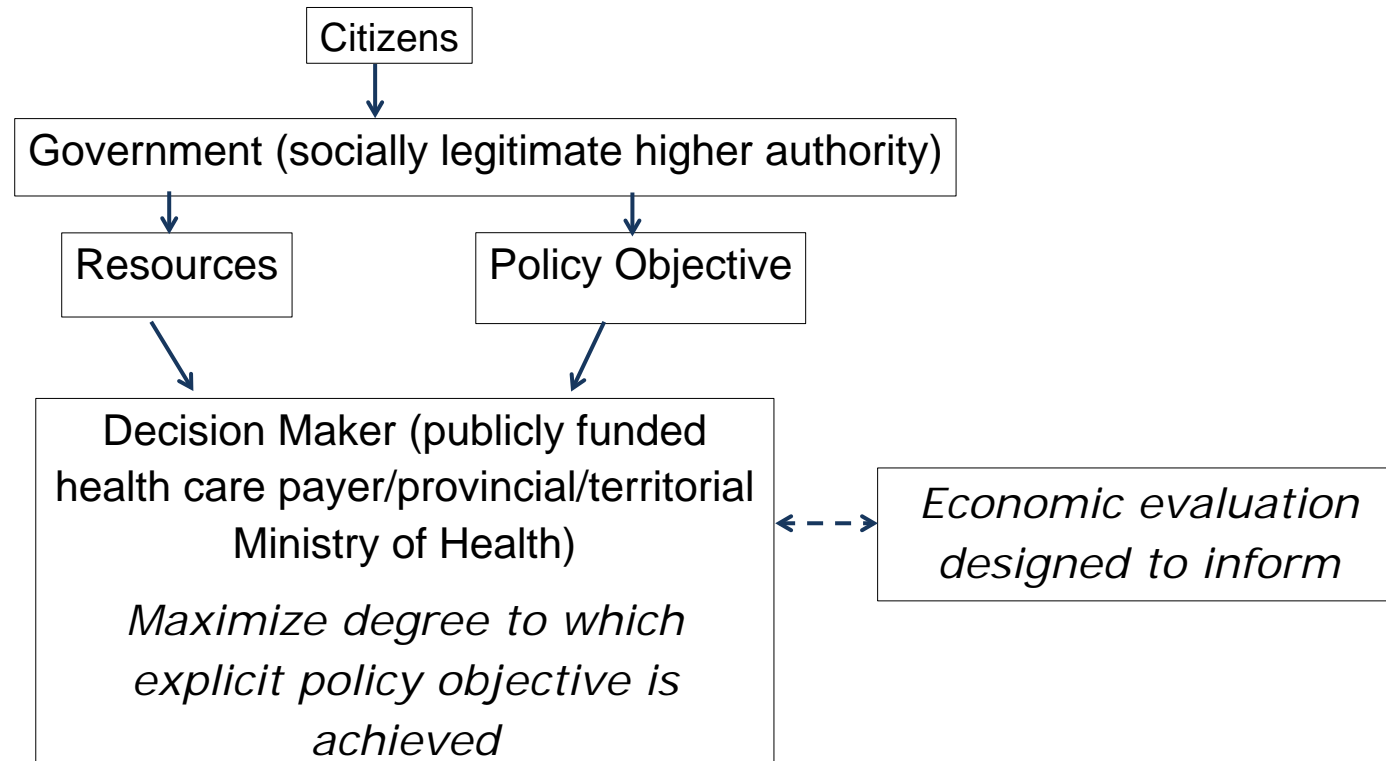 Citizens
Government (socially legitimate higher authority)
Resources
Policy Objective
Decision Maker (publicly funded
health care payer/provincial/territorial
Ministry of Health)
Maximize degree to which
explicit policy objective is
achieved
Economic evaluation
designed to inform